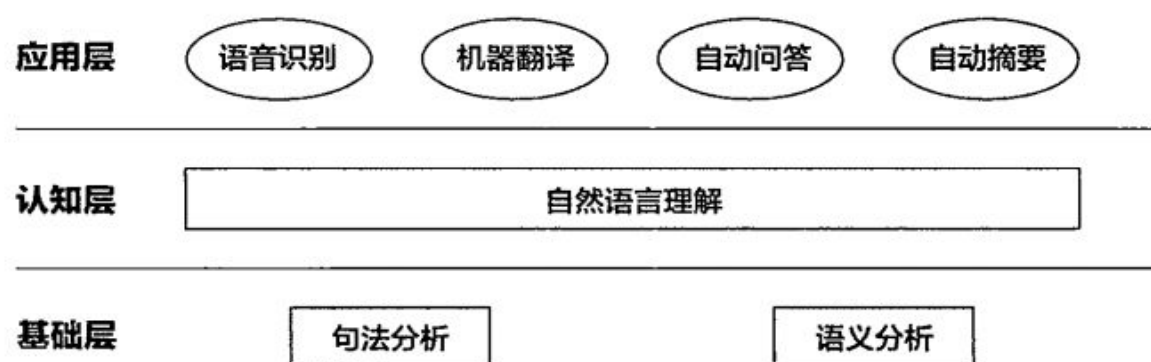 应用层 语音识别 机器翻译 自动问答 自动摘要
认知层 自然语言理解
基础层 句法分析 语义分析